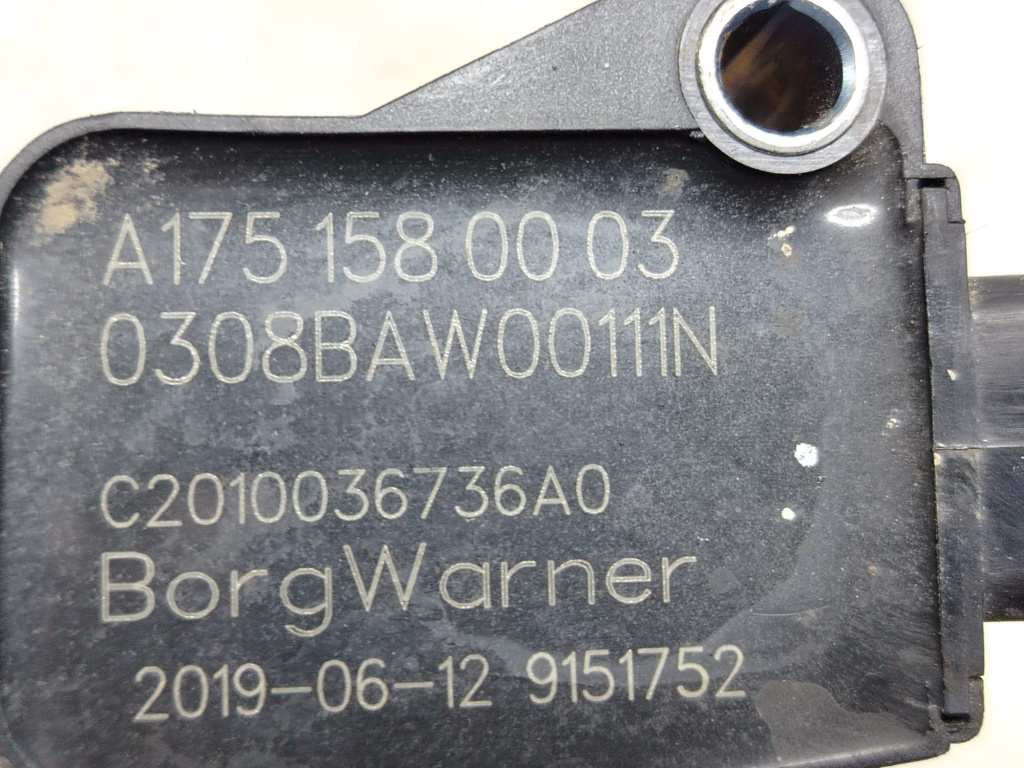 A175 158 00 03
0308BAW00111N
C2010036736A0
BorgWarner
2019-06-12 9151752